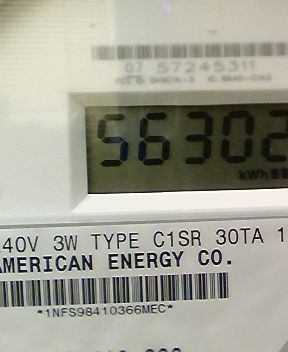 07 57245311
56302
kWh
40V 3W TYPE C1SR 30TA 1
AMERICAN ENERGY CO.
*1NFS98410366MEC*